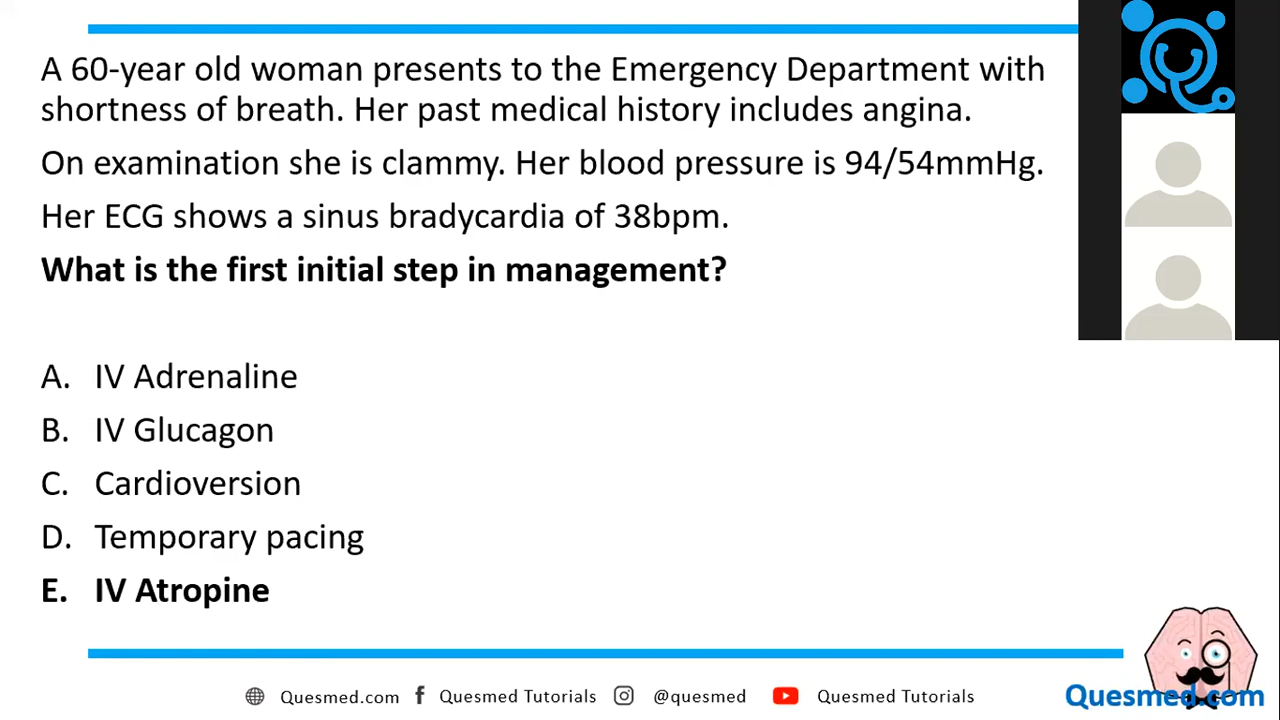 A 60-year old woman presents to the Emergency Department with
shortness of breath. Her past medical history includes angina.
On examination she is clammy. Her blood pressure is 94/54mmHg.
Her ECG shows a sinus bradycardia of 38bpm.
What is the first initial step in management?
A. IV Adrenaline
B. IV Glucagon
C. Cardioversion
D. Temporary pacing
E. IV Atropine
Quesmed.com Quesmed Tutorials @quesmed Quesmed Tutorials
Quesmed.com